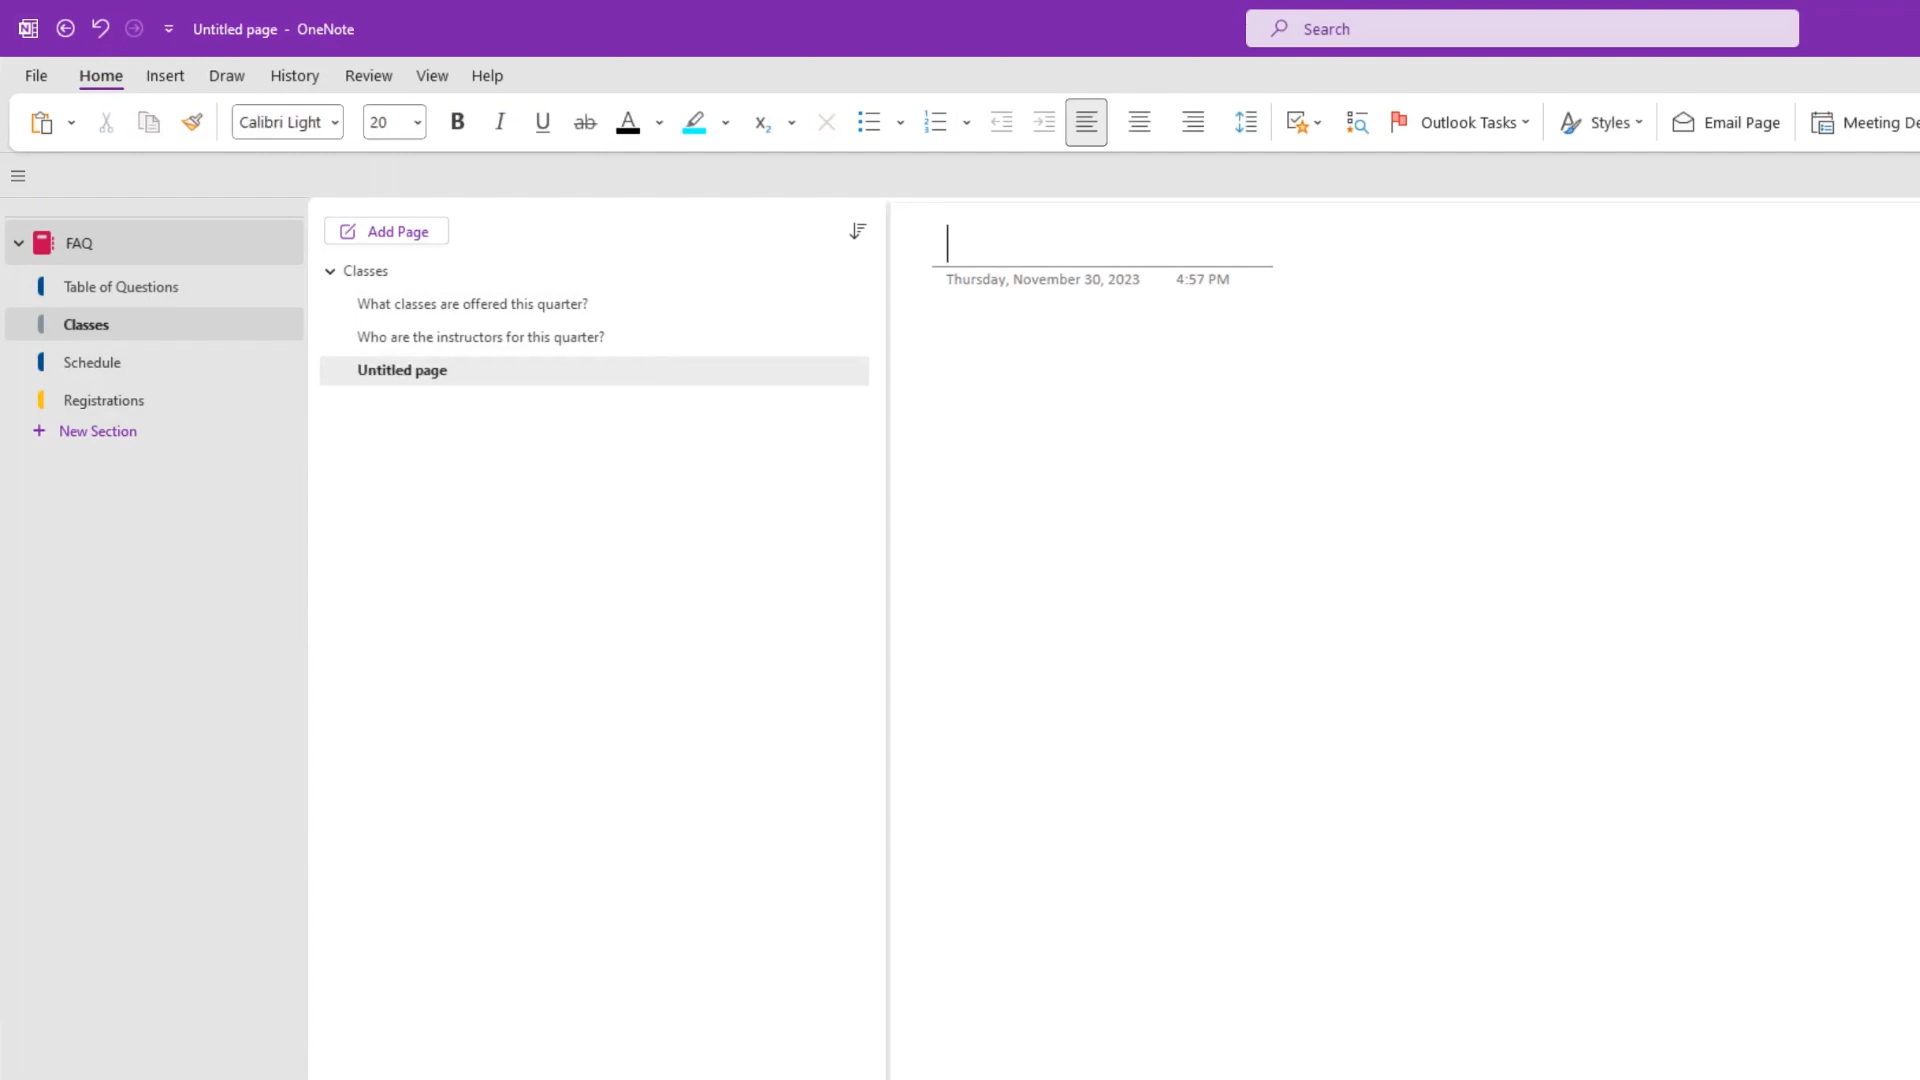 Untitled page - OneNote
Search
File Home Insert Draw History Review View Help
Calibri Light 20 B I U ab A x₂ Outlook Tasks Styles Email Page Meeting De
Add Page
FAQ
Table of Questions
Classes
Schedule
Registrations
+ New Section
Classes
What classes are offered this quarter?
Who are the instructors for this quarter?
Untitled page
Thursday, November 30, 2023 4:57 PM